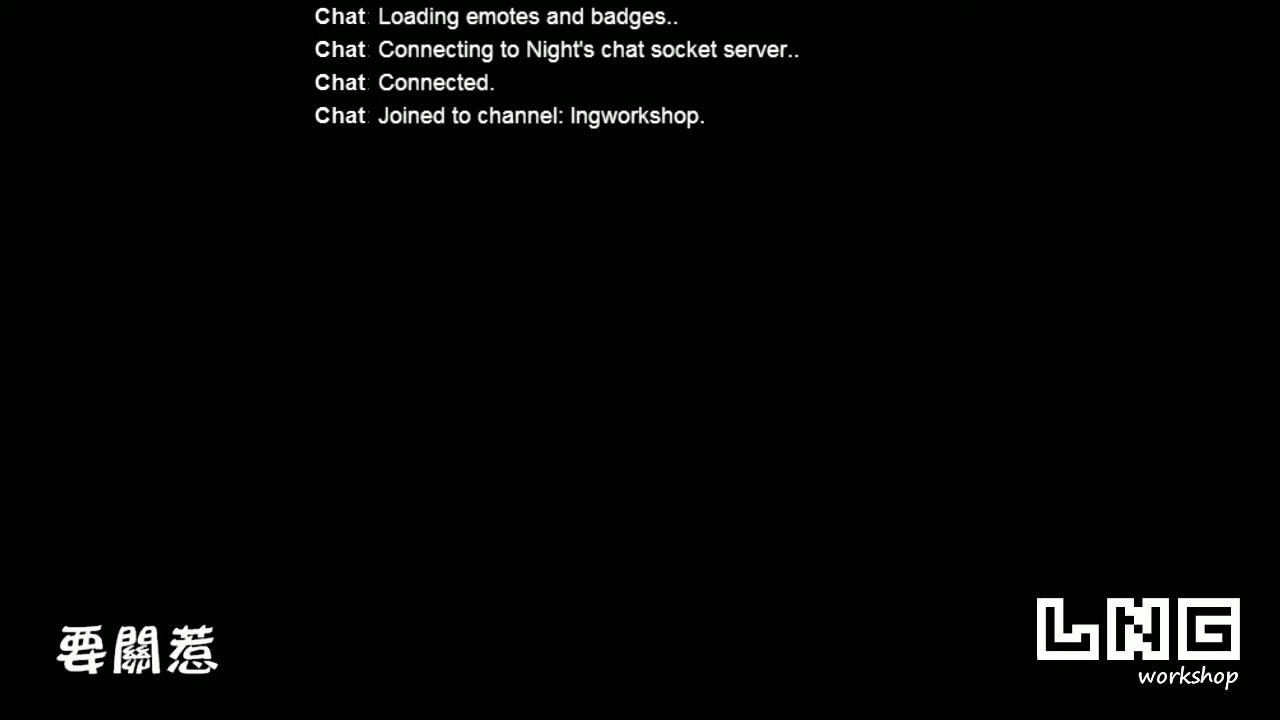 Chat: Loading emotes and badges..
Chat: Connecting to Night's chat socket server..
Chat: Connected.
Chat: Joined to channel: lngworkshop.
要關惹
LNG
workshop